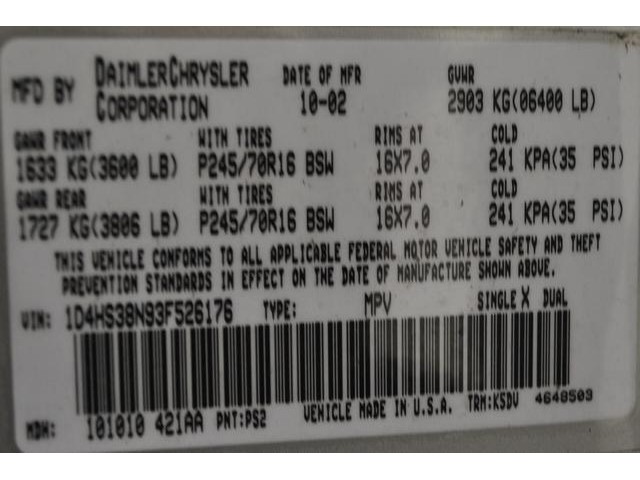 MFD BY DAIMLERCHRYSLER CORPORATION DATE OF MFR 10-02 GVWR 2903 KG(06400 LB)
GAWR FRONT WITH TIRES RIMS AT COLD
1633 KG(3600 LB) P245/70R16 BSW 16X7.0 241 KPA(35 PSI)
GAWR REAR WITH TIRES RIMS AT COLD
1727 KG(3806 LB) P245/70R16 BSW 16X7.0 241 KPA(35 PSI)
THIS VEHICLE CONFORMS TO ALL APPLICABLE FEDERAL MOTOR VEHICLE SAFETY AND THEFT
PREVENTION STANDARDS IN EFFECT ON THE DATE OF MANUFACTURE SHOWN ABOVE.
VIN: 1D4HS38N93F526176 TYPE: MPV SINGLE X DUAL
MDH: 101010 421AA PNT:PS2 VEHICLE MADE IN U.S.A. TRM:K5DV 4648503